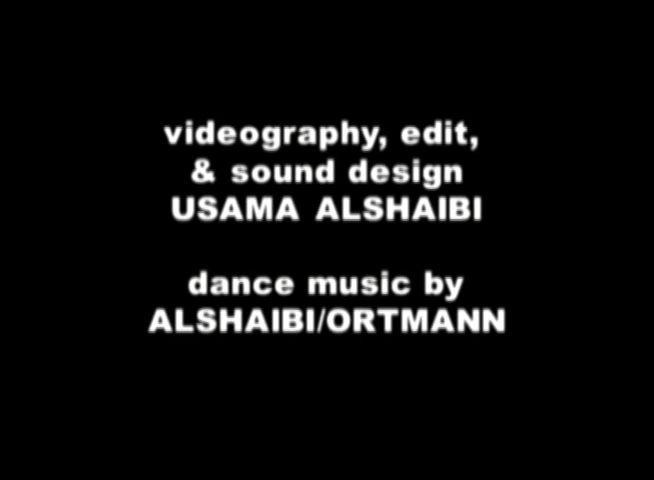 videography, edit,
& sound design
USAMA ALSHAIBI
dance music by
ALSHAIBI/ORTMANN